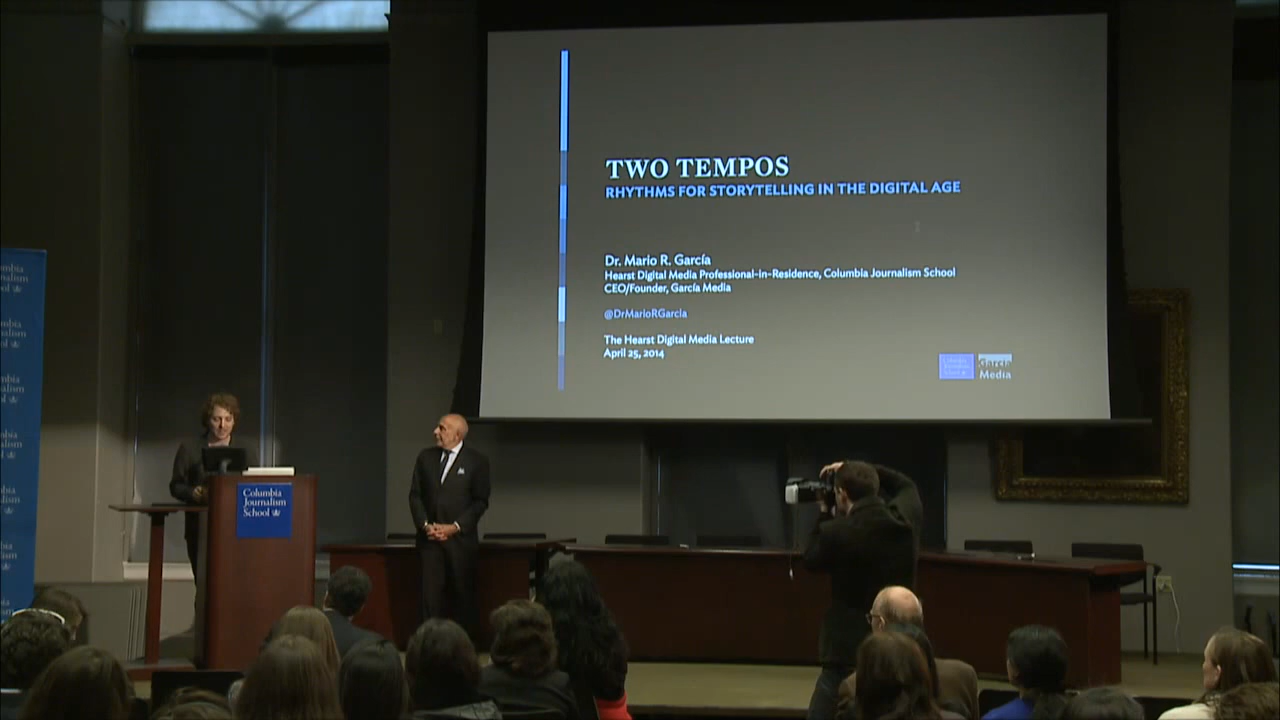 TWO TEMPOS
RHYTHMS FOR STORYTELLING IN THE DIGITAL AGE
Dr. Mario R. García
Hearst Digital Media Professional-in-Residence, Columbia Journalism School
CEO/Founder, García Media
@DrMarioRGarcia
The Hearst Digital Media Lecture
April 25, 2014
Garcia
Media
Columbia
Journalism
School